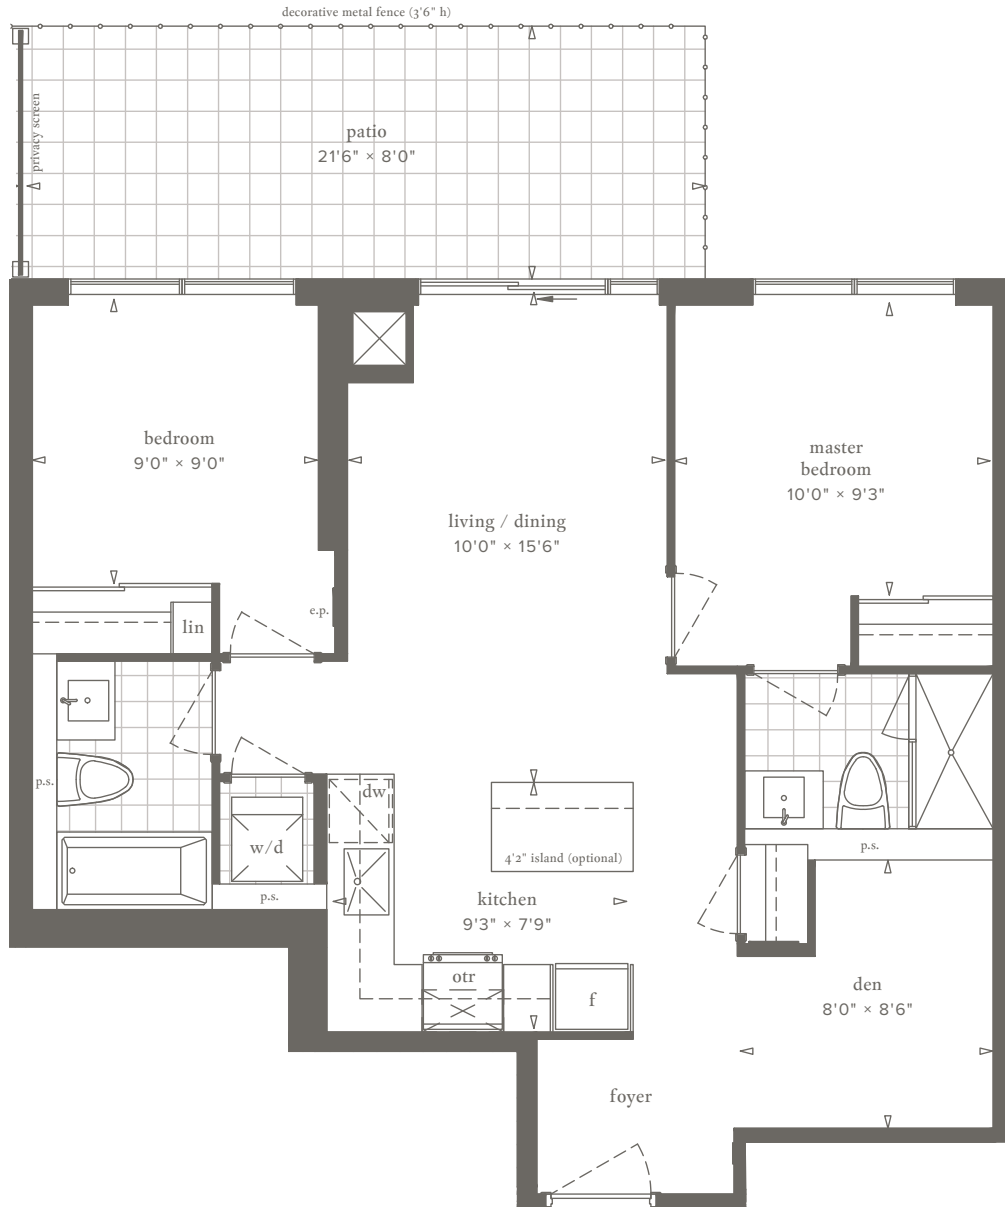 decorative metal fence (3'6" h)
privacy screen
patio
21'6" × 8'0"
bedroom
9'0" × 9'0"
master
bedroom
10'0" × 9'3"
living / dining
10'0" × 15'6"
e.p.
lin
p.s.
dw
w/d
4'2" island (optional)
p.s.
p.s.
kitchen
9'3" × 7'9"
otr
f
den
8'0" × 8'6"
foyer